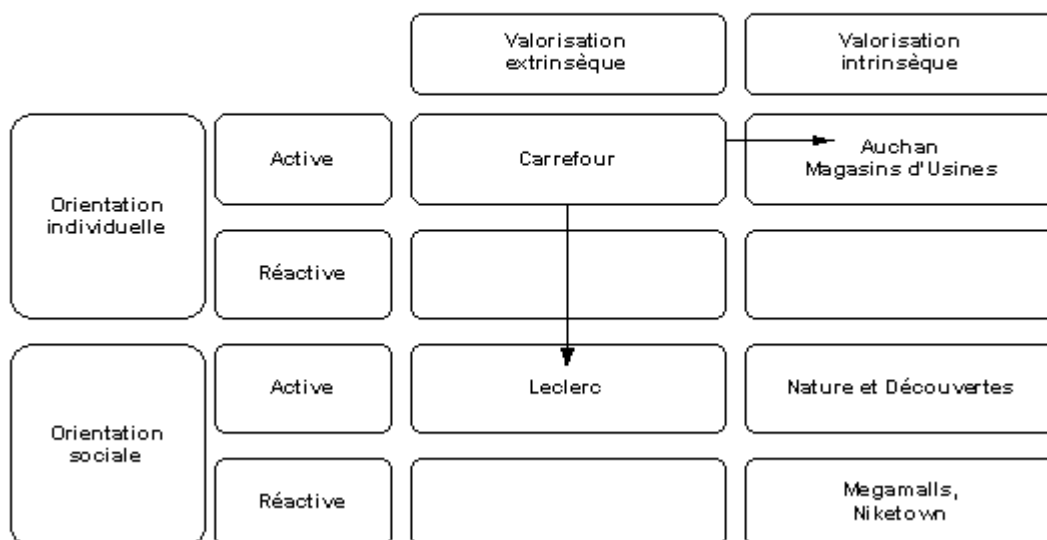 Valorisation
extrinsèque
Valorisation
intrinsèque
Orientation
individuelle
Active
Carrefour
Auchan
Magasins d'Usines
Réactive
Orientation
sociale
Active
Leclerc
Nature et Découvertes
Réactive
Megamalls,
Niketown